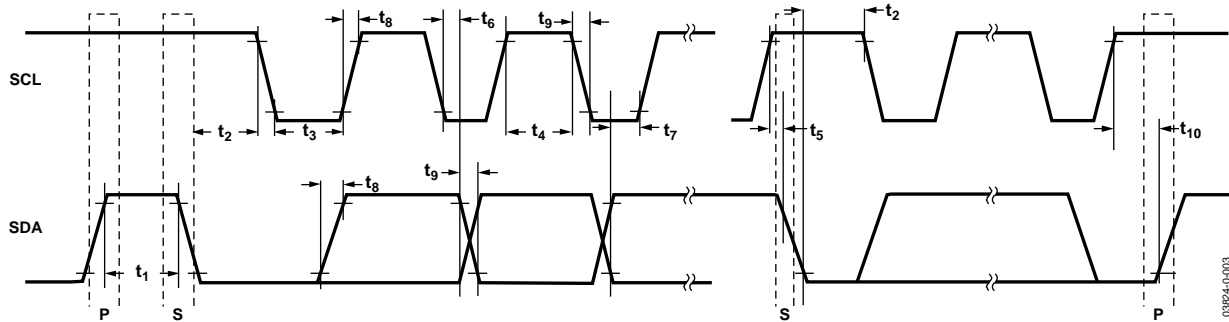 t8 t6 t9 t2
SCL
t2 t3 t4 t7 t5 t10
t9
t8
SDA
t1
P S S P
03824-0-003